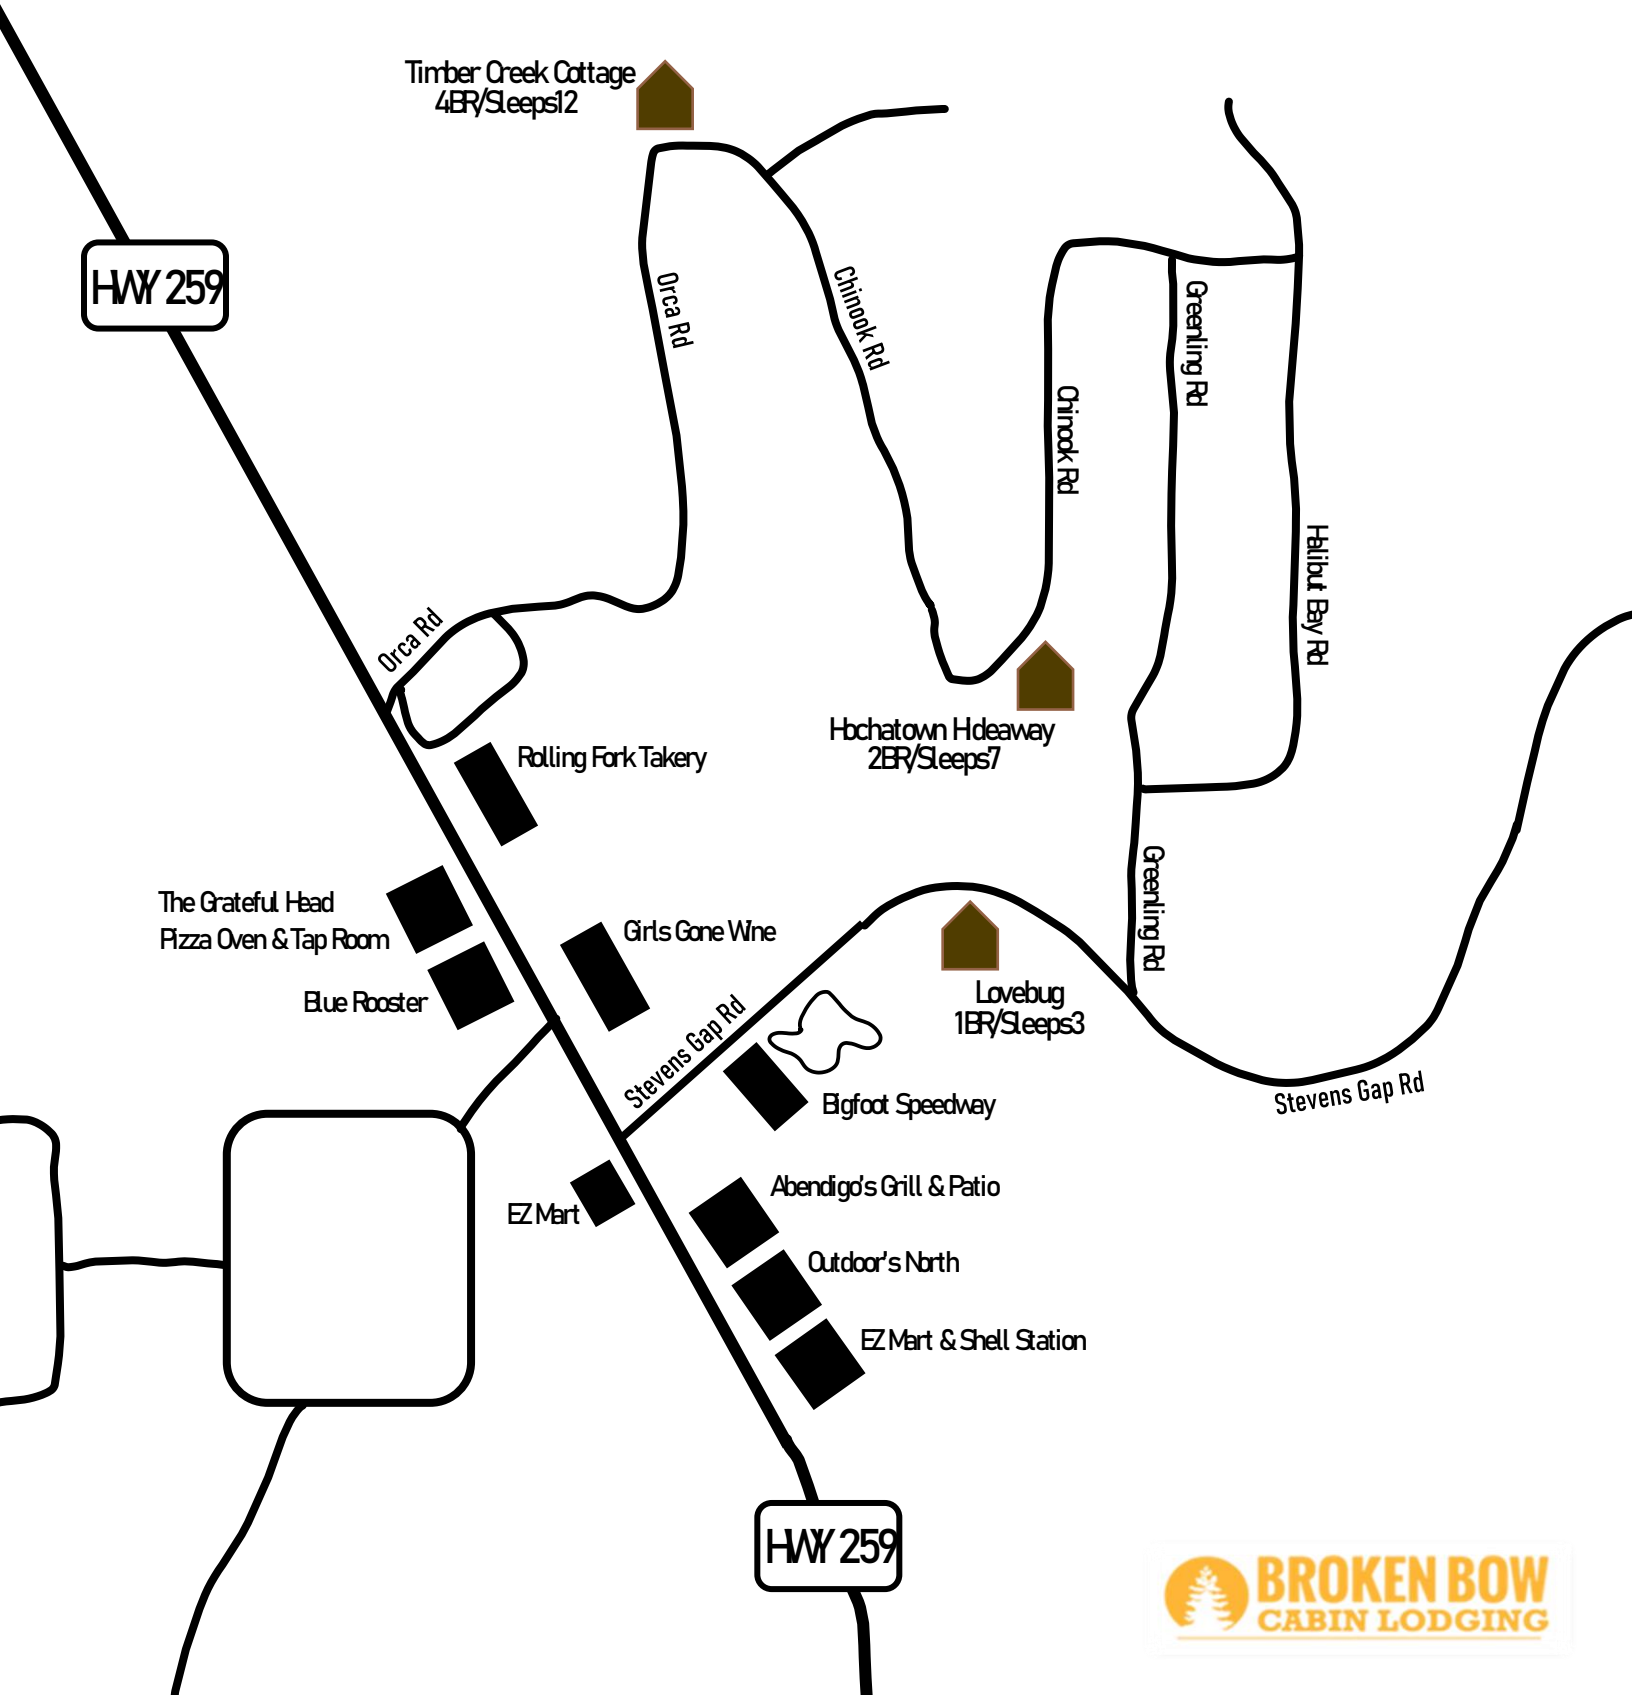 Timber Creek Cottage
4BR/Sleeps12
HWY 259
Orca Rd
Chinook Rd
Greenling Rd
Chinook Rd
Halibut Bay Rd
Orca Rd
Hochatown Hideaway
2BR/Sleeps7
Rolling Fork Takery
The Grateful Head
Pizza Oven & Tap Room
Blue Rooster
Girls Gone Wine
Greenling Rd
Lovebug
1BR/Sleeps3
Stevens Gap Rd
Bigfoot Speedway
Stevens Gap Rd
EZ Mart
Abendigo's Grill & Patio
Outdoor's North
EZ Mart & Shell Station
HWY 259
BROKEN BOW
CABIN LODGING